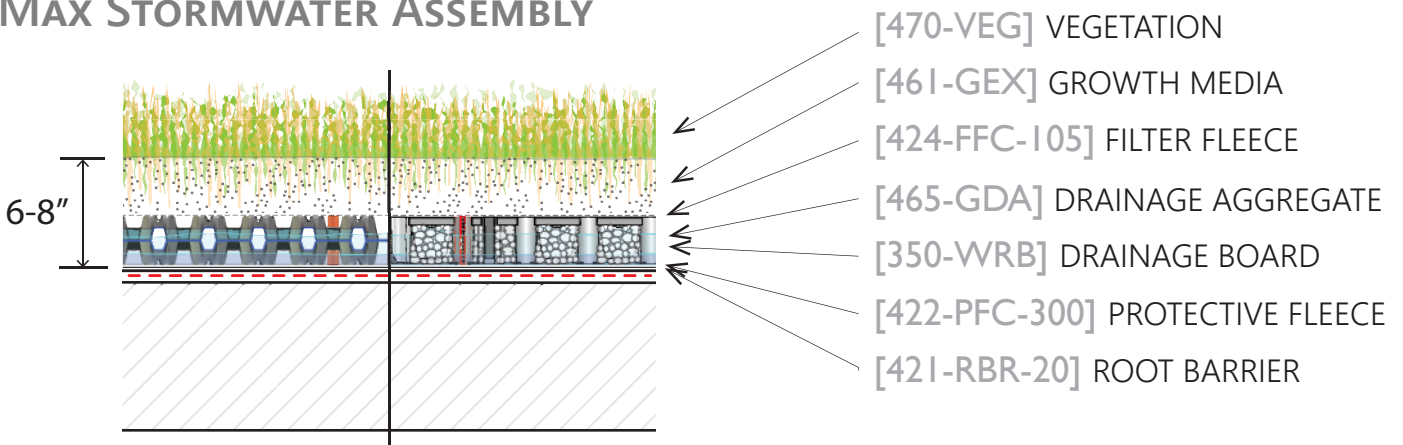 MAX STORMWATER ASSEMBLY
[470-VEG] VEGETATION
[461-GEX] GROWTH MEDIA
[424-FFC-105] FILTER FLEECE
[465-GDA] DRAINAGE AGGREGATE
[350-WRB] DRAINAGE BOARD
[422-PFC-300] PROTECTIVE FLEECE
[421-RBR-20] ROOT BARRIER
6-8"